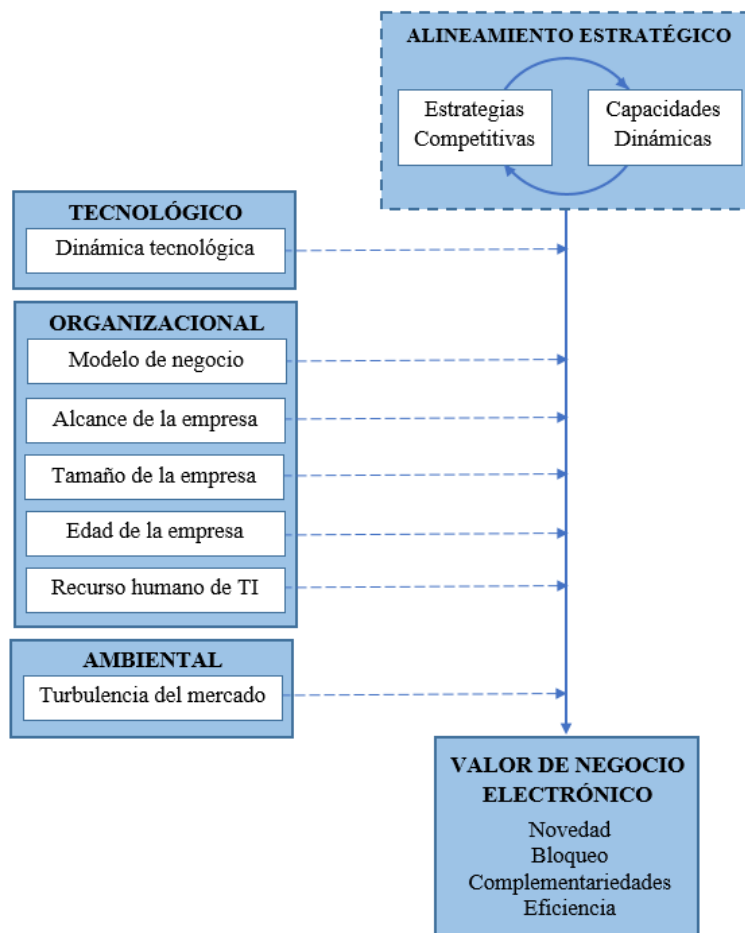 ALINEAMIENTO ESTRATÉGICO
Estrategias
Competitivas
Capacidades
Dinámicas
TECNOLÓGICO
Dinámica tecnológica
ORGANIZACIONAL
Modelo de negocio
Alcance de la empresa
Tamaño de la empresa
Edad de la empresa
Recurso humano de TI
AMBIENTAL
Turbulencia del mercado
VALOR DE NEGOCIO
ELECTRÓNICO
Novedad
Bloqueo
Complementariedades
Eficiencia